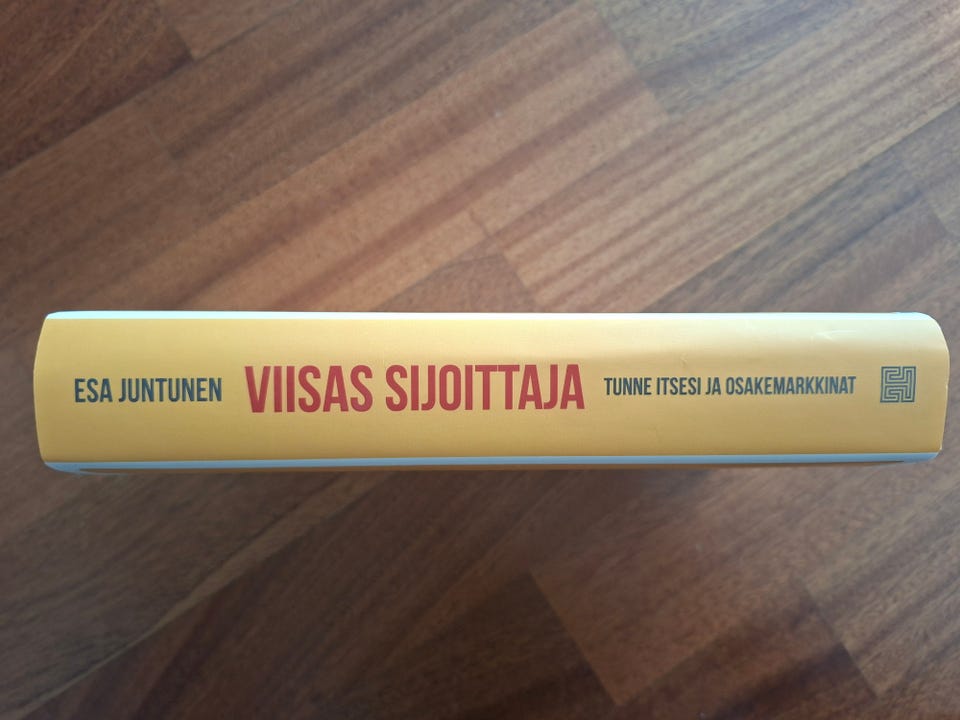 ESA JUNTUNEN VIISAS SIJOITTAJA TUNNE ITSESI JA OSAKEMARKKINAT